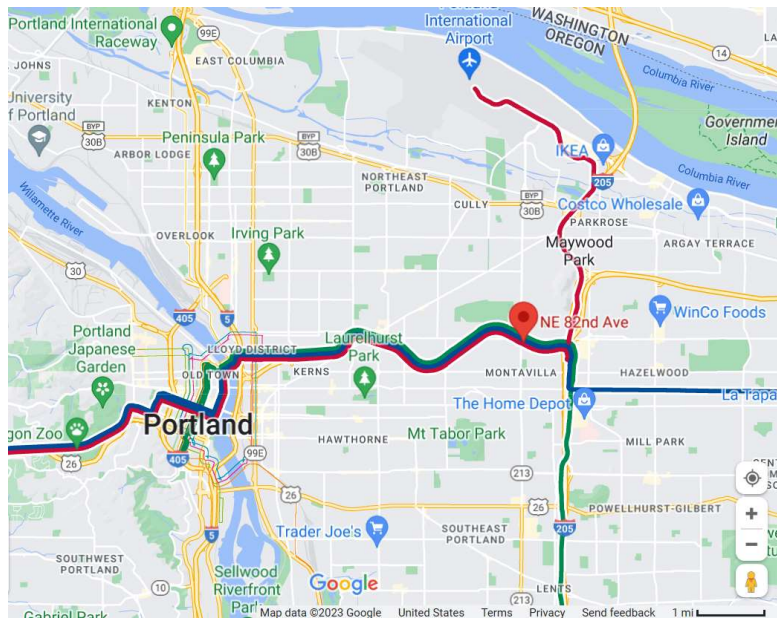 Portland International
Raceway
99E
International
Airport
WASHINGTON
OREGON
14
JOHNS
EAST COLUMBIA
Columbia River
University
of Portland
KENTON
BYP
30B
Peninsula Park
ARBOR LODGE
BYP
30B
IKEA
Government
Island
205
Columbia River
NORTHEAST
PORTLAND
CULLY
BYP
30B
Costco Wholesale
PARKROSE
Willamette River
OVERLOOK
Irving Park
Maywood
Park
ARGAY TERRACE
30
405
5
NE 82nd Ave
WinCo Foods
Portland
Japanese
Garden
LLOYD DISTRICT
Laurelhurst
Park
OLD TOWN
KERNS
MONTAVILLA
HAZELWOOD
The Home Depot
La Tapa
gon Zoo
Portland
26
405
99E
HAWTHORNE
Mt Tabor Park
MILL PARK
213
26
26
POWELLHURST-GILBERT
5
Trader Joe's
SOUTHEAST
PORTLAND
205
SOUTHWEST
PORTLAND
10
Sellwood
Riverfront
Park
Google
LENTS
213
Gabriel Park
Map data ©2023 Google United States Terms Privacy Send feedback 1 mi